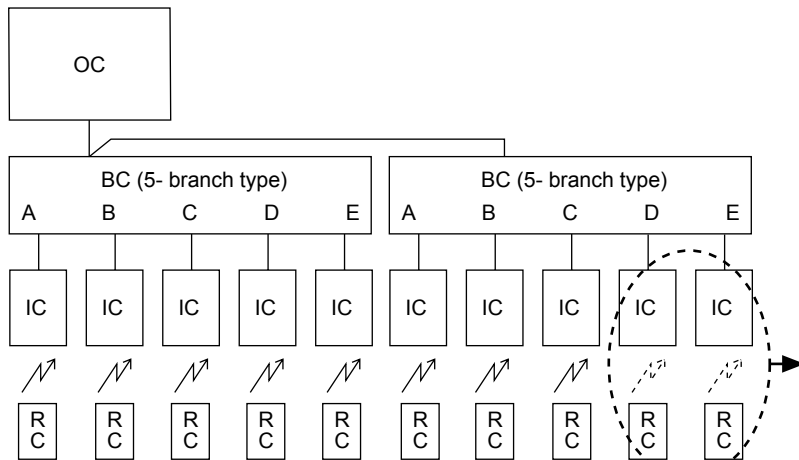 OC
BC (5- branch type) BC (5- branch type)
A B C D E A B C D E
IC IC IC IC IC IC IC IC IC IC
R R R R R R R R R R
C C C C C C C C C C